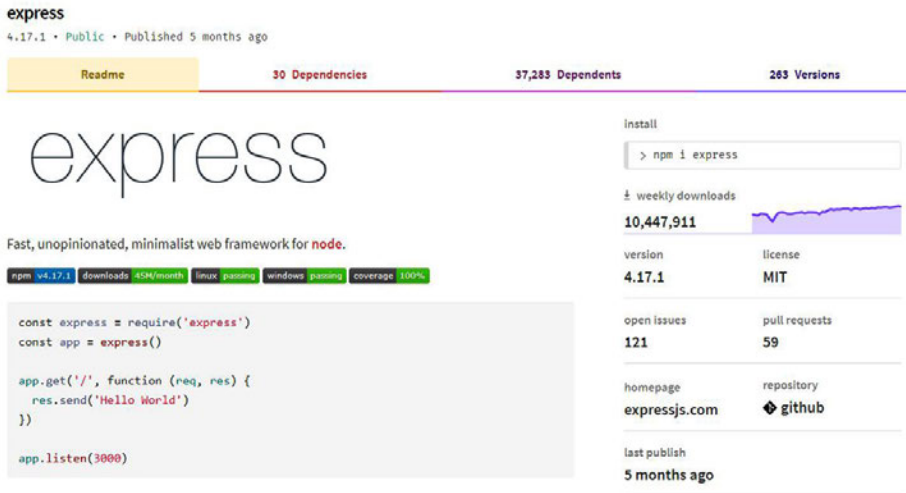 express
4.17.1 • Public • Published 5 months ago
Readme
30 Dependencies
37,283 Dependents
263 Versions
express
Fast, unopinionated, minimalist web framework for node.
npm v4.17.1 downloads 45M/month linux passing windows passing coverage 100%
const express = require('express')
const app = express()
app.get('/', function (req, res) {
  res.send('Hello World')
})
app.listen(3000)
install
> npm i express
weekly downloads
10,447,911
version
4.17.1
license
MIT
open issues
121
pull requests
59
homepage
expressjs.com
repository
github
last publish
5 months ago